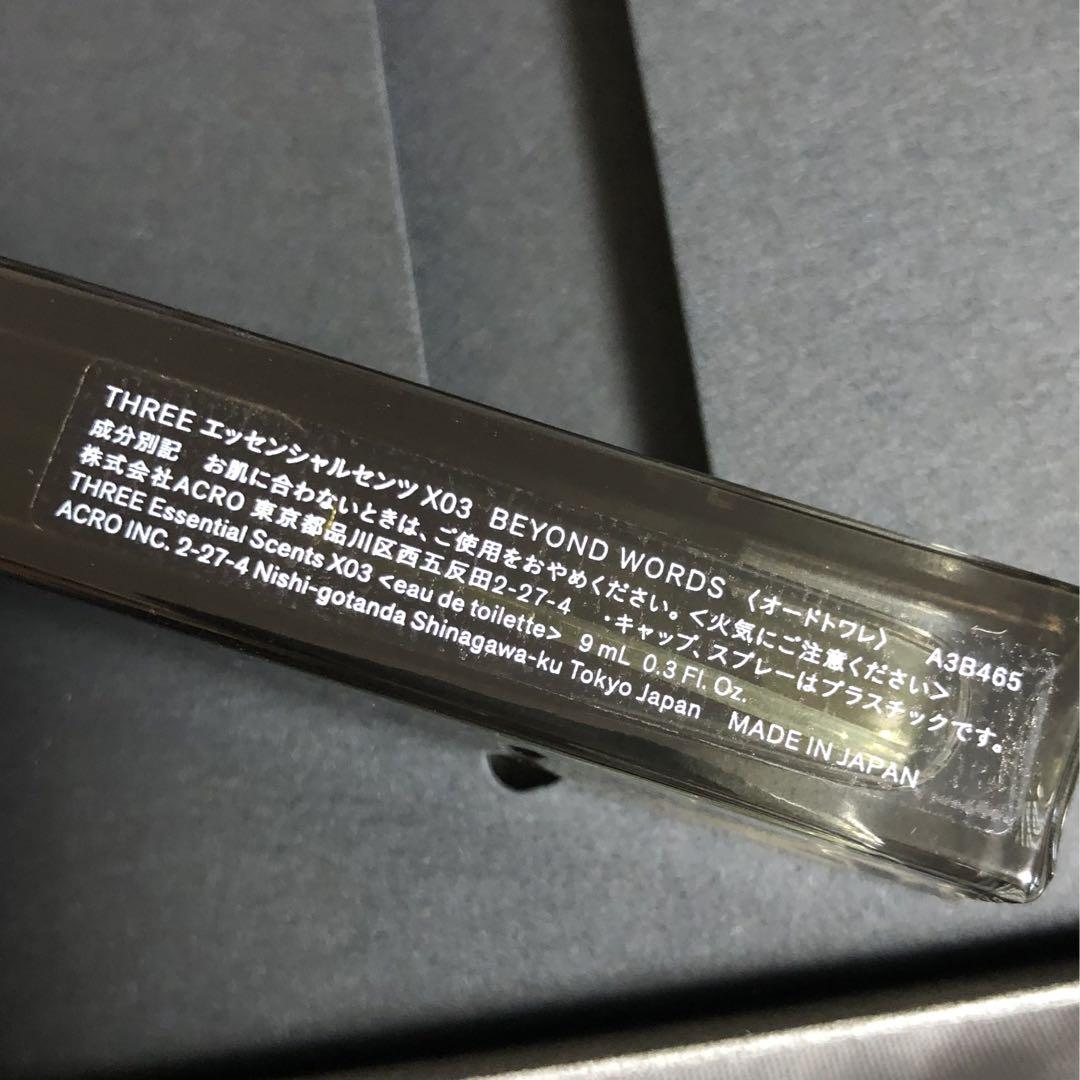 THREE エッセンシャルセンツ X03 BEYOND WORDS 〈オードトワレ〉 A3B465
成分別記 お肌に合わないときは、ご使用をおやめください。<火気にご注意ください>
株式会社ACRO 東京都品川区西五反田2-27-4 ・キャップ、スプレーはプラスチックです。
THREE Essential Scents X03 <eau de toilette> 9 mL 0.3 Fl. Oz.
ACRO INC. 2-27-4 Nishi-gotanda Shinagawa-ku Tokyo Japan MADE IN JAPAN